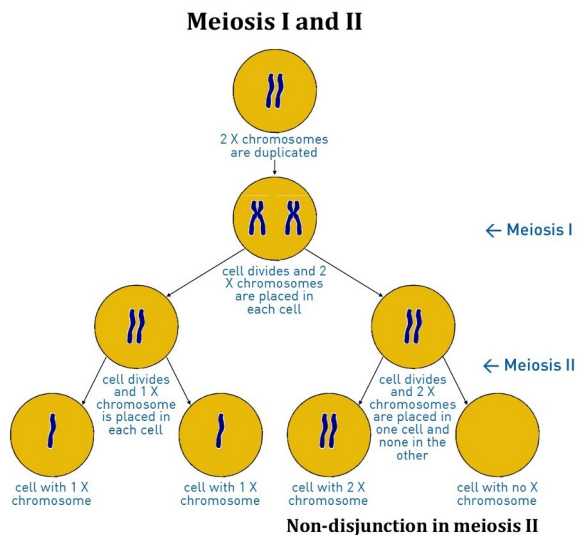 Meiosis I and II
2 X chromosomes
are duplicated
← Meiosis I
cell divides and 2
X chromosomes
are placed in
each cell
← Meiosis II
cell divides
and 1 X
chromosome
is placed in
each cell
cell divides
and 2 X
chromosomes
are placed in
one cell and
none in the
other
cell with 1 X
chromosome
cell with 1 X
chromosome
cell with 2 X
chromosomes
cell with no X
chromosome
Non-disjunction in meiosis II